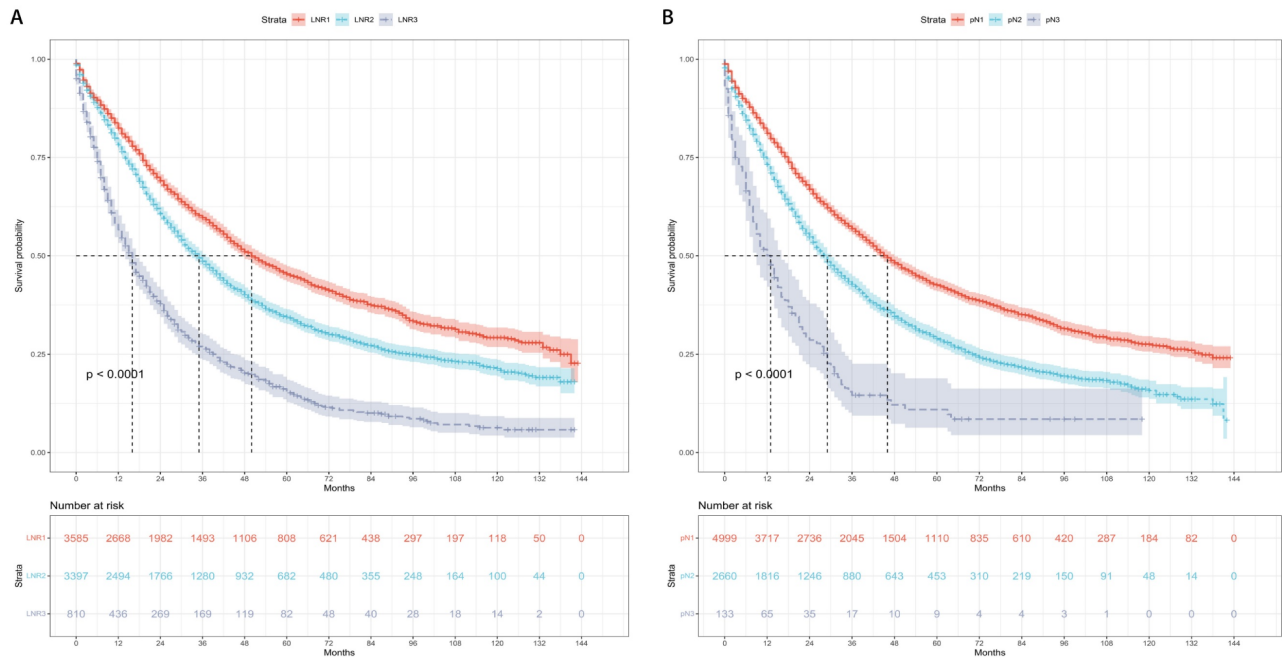 A
Strata LNR1 LNR2 LNR3
1.00
0.75
0.50
0.25
0.00
Survival probability
p < 0.0001
0 12 24 36 48 60 72 84 96 108 120 132 144
Months
Number at risk
Strata
LNR1 3585 2668 1982 1493 1106 808 621 438 297 197 118 50 0
LNR2 3397 2494 1766 1280 932 682 480 355 248 164 100 44 0
LNR3 810 436 269 169 119 82 48 40 28 18 14 2 0
0 12 24 36 48 60 72 84 96 108 120 132 144
Months
B
Strata pN1 pN2 pN3
1.00
0.75
0.50
0.25
0.00
Survival probability
p < 0.0001
0 12 24 36 48 60 72 84 96 108 120 132 144
Months
Number at risk
Strata
pN1 4999 3717 2736 2045 1504 1110 835 610 420 287 184 82 0
pN2 2660 1816 1246 880 643 453 310 219 150 91 48 14 0
pN3 133 65 35 17 10 9 4 4 3 1 0 0 0
0 12 24 36 48 60 72 84 96 108 120 132 144
Months